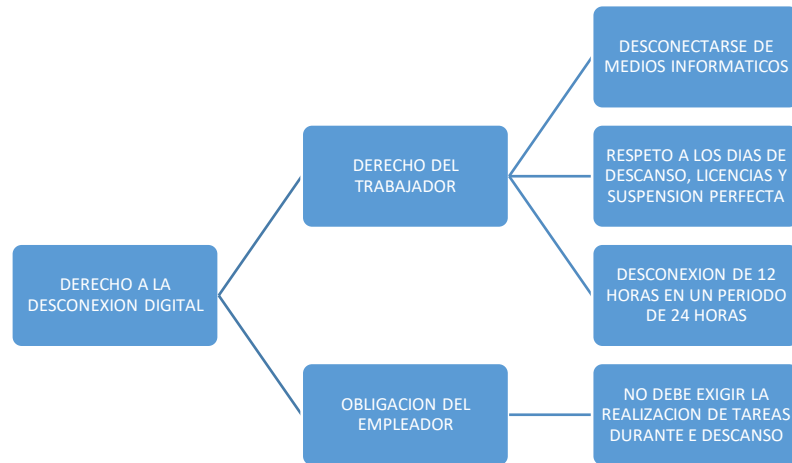 DERECHO A LA
DESCONEXION DIGITAL
DERECHO DEL
TRABAJADOR
DESCONECTARSE DE
MEDIOS INFORMATICOS
RESPETO A LOS DIAS DE
DESCANSO, LICENCIAS Y
SUSPENSION PERFECTA
DESCONEXION DE 12
HORAS EN UN PERIODO
DE 24 HORAS
OBLIGACION DEL
EMPLEADOR
NO DEBE EXIGIR LA
REALIZACION DE TAREAS
DURANTE E DESCANSO